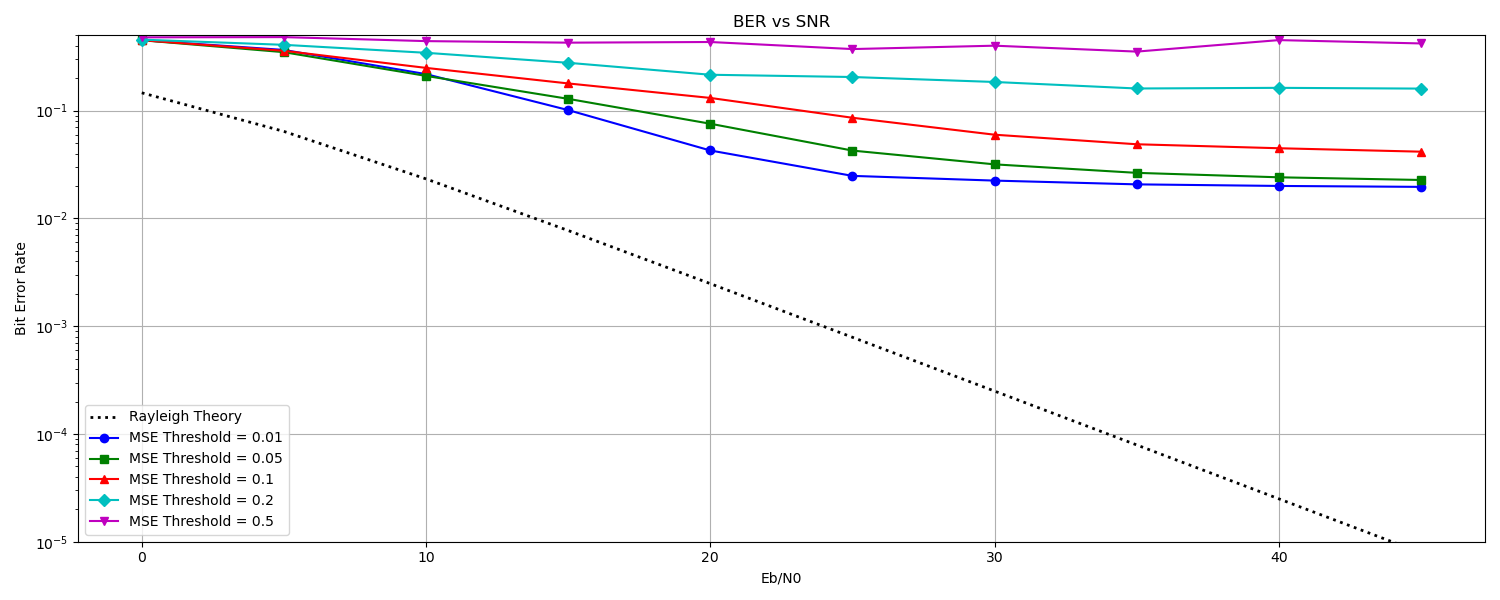 BER vs SNR
Bit Error Rate
10⁻¹
10⁻²
10⁻³
10⁻⁴
10⁻⁵
Rayleigh Theory
MSE Threshold = 0.01
MSE Threshold = 0.05
MSE Threshold = 0.1
MSE Threshold = 0.2
MSE Threshold = 0.5
0 10 20 30 40
Eb/N0